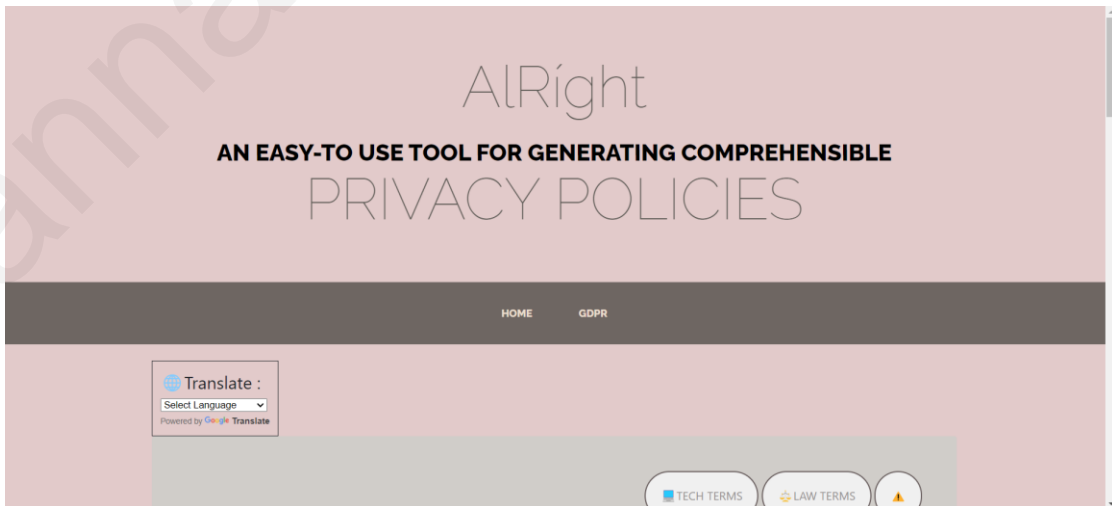 AlRíght
AN EASY-TO USE TOOL FOR GENERATING COMPREHENSIBLE
PRIVACY POLICIES
HOME GDPR
🌐 Translate :
Select Language
Powered by Google Translate
TECH TERMS LAW TERMS